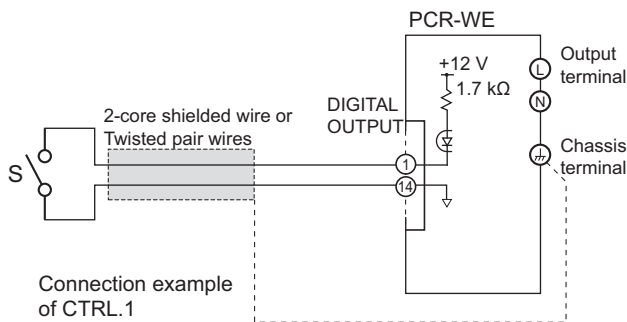 PCR-WE
+12 V
1.7 kΩ
L
Output
terminal
N
2-core shielded wire or
Twisted pair wires
DIGITAL
OUTPUT
Chassis
terminal
S
1
14
Connection example
of CTRL.1